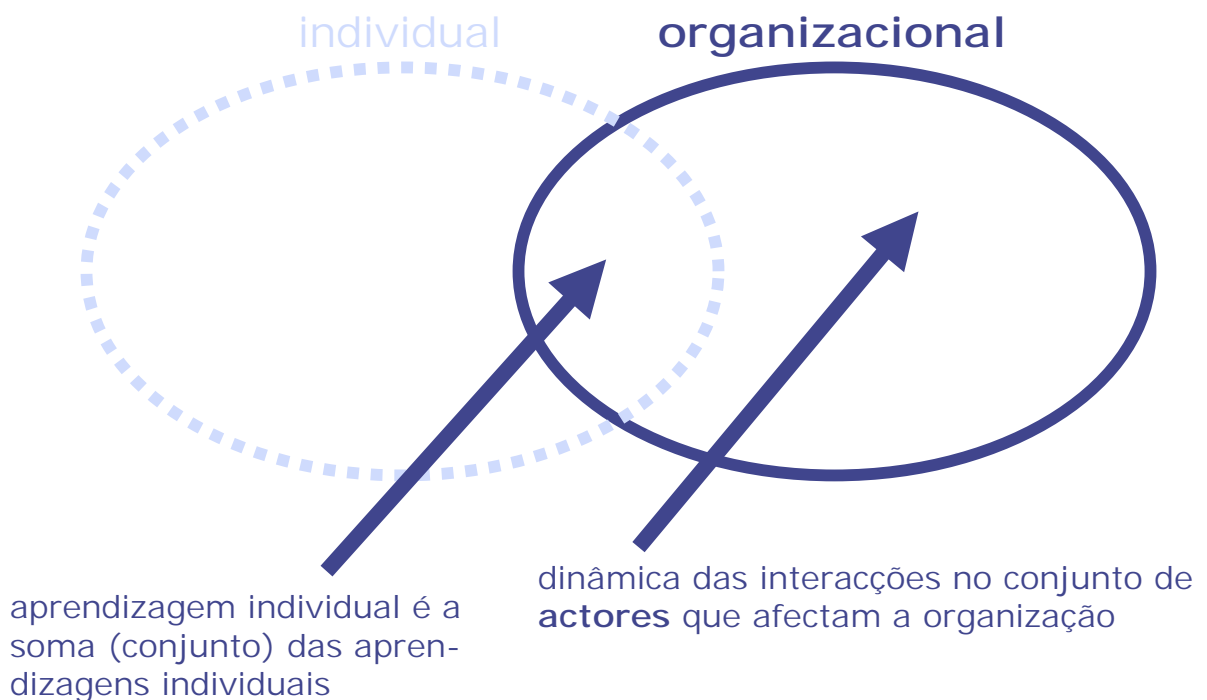 individual
organizacional
aprendizagem individual é a
soma (conjunto) das apren-
dizagens individuais
dinâmica das interacções no conjunto de
actores que afectam a organização